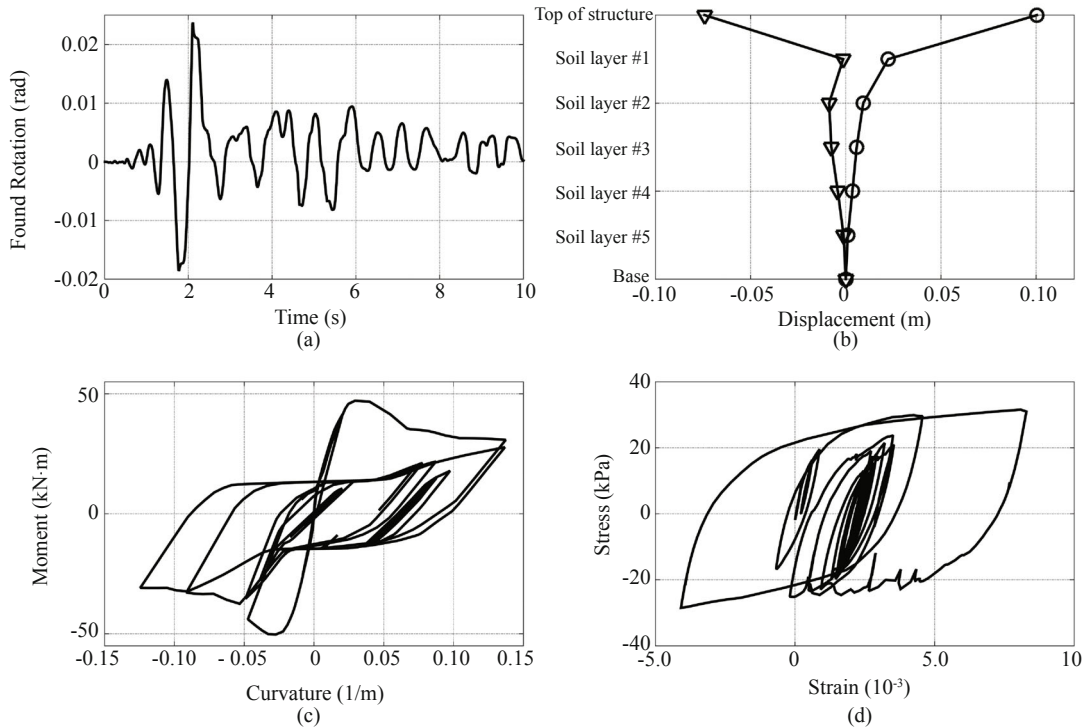 0.02
0.01
0
-0.01
-0.02
Found Rotation (rad)
0 2 4 6 8 10
Time (s)
(a)
Top of structure
Soil layer #1
Soil layer #2
Soil layer #3
Soil layer #4
Soil layer #5
Base
-0.10 -0.05 0 0.05 0.10
Displacement (m)
(b)
50
0
-50
Moment (kN·m)
-0.15 -0.10 - 0.05 0 0.05 0.10 0.15
Curvature (1/m)
(c)
40
20
0
-20
-40
Stress (kPa)
-5.0 0 5.0 10.0
Strain (10⁻³)
(d)